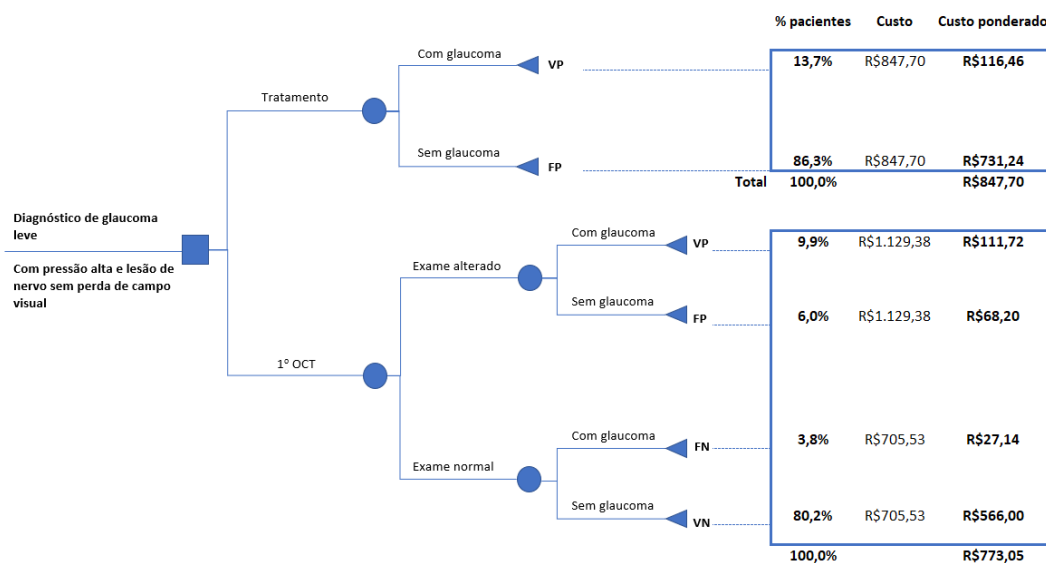 % pacientes Custo Custo ponderado
Com glaucoma VP 13,7% R$847,70 R$116,46
Tratamento
Sem glaucoma FP 86,3% R$847,70 R$731,24
Total 100,0% R$847,70
Diagnóstico de glaucoma
leve
Com pressão alta e lesão de
nervo sem perda de campo
visual
Com glaucoma VP 9,9% R$1.129,38 R$111,72
Exame alterado
Sem glaucoma FP 6,0% R$1.129,38 R$68,20
1º OCT
Com glaucoma FN 3,8% R$705,53 R$27,14
Exame normal
Sem glaucoma VN 80,2% R$705,53 R$566,00
100,0% R$773,05